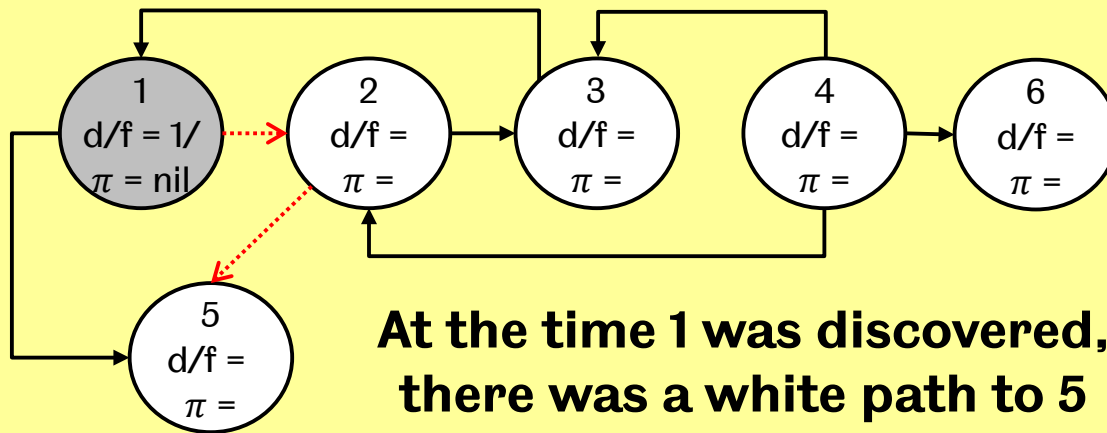 1
d/f = 1/
π = nil
2
d/f =
π =
3
d/f =
π =
4
d/f =
π =
6
d/f =
π =
5
d/f =
π =
At the time 1 was discovered,
there was a white path to 5